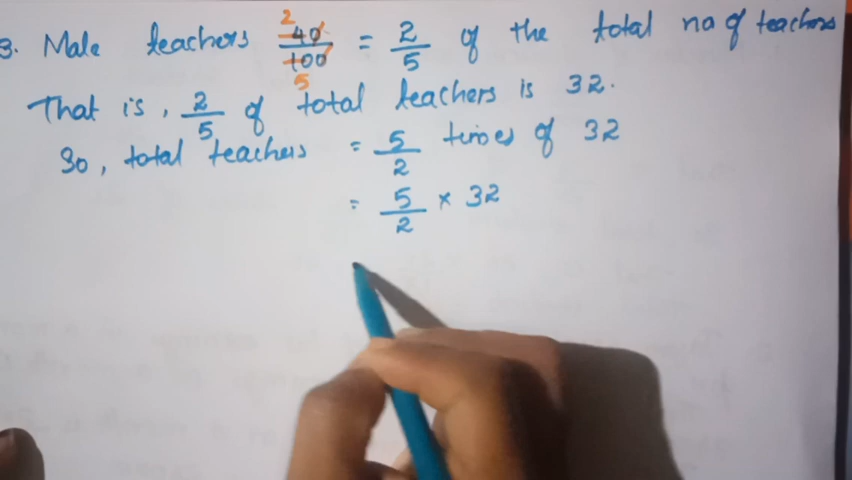 3. Male teachers 2 40/100 5 = 2/5 of the total no of teachers
That is, 2/5 of total teachers is 32.
So, total teachers = 5/2 times of 32
= 5/2 × 32